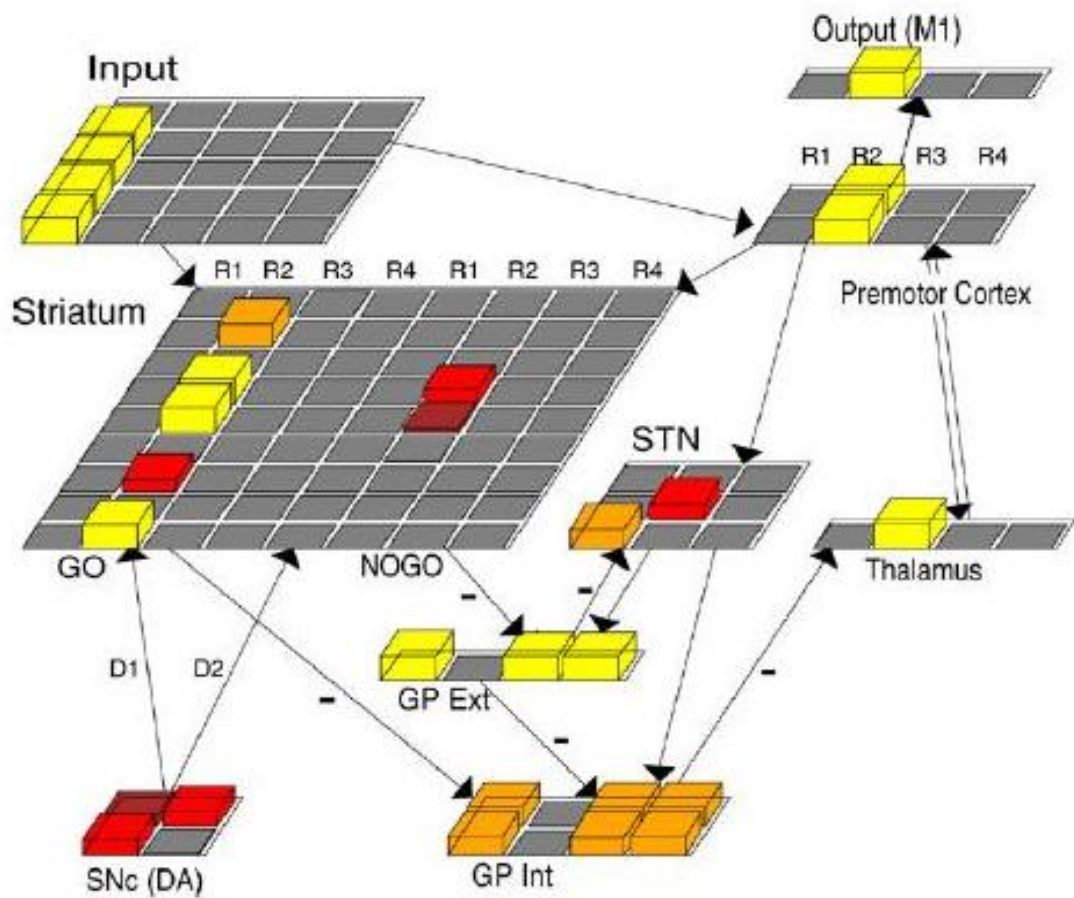 Output (M1)
Input
R1 R2 R3 R4
R1 R2 R3 R4 R1 R2 R3 R4
Premotor Cortex
Striatum
STN
GO
NOGO
Thalamus
-
-
D1
D2
-
GP Ext
-
-
SNc (DA)
GP Int